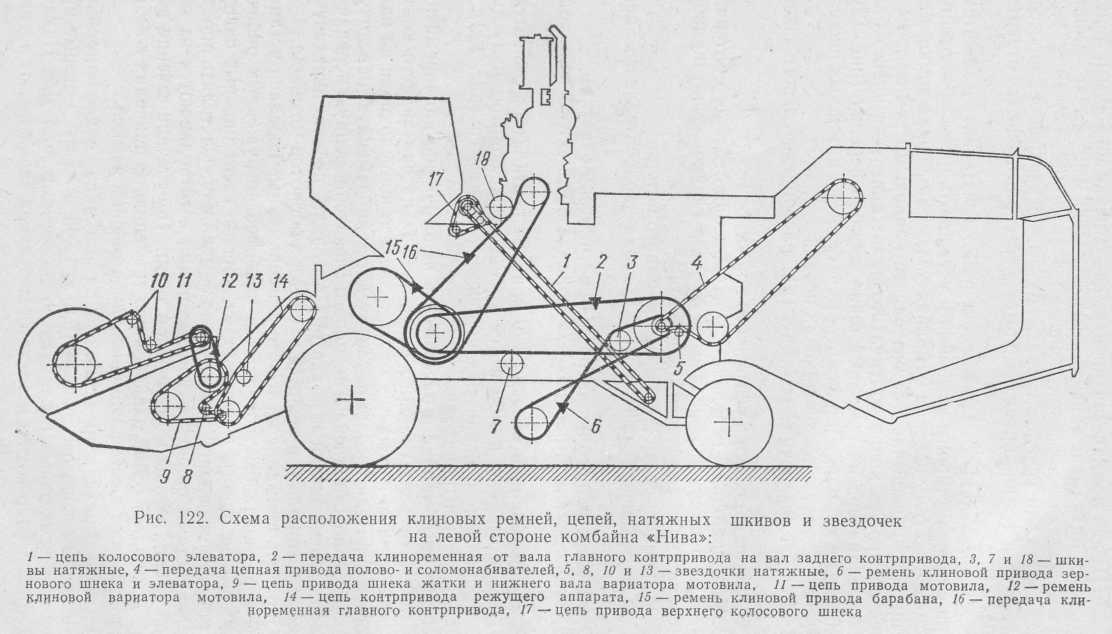 18
17
15
16
1
2
3
4
10
11
12
13
14
5
7
6
9
8
Рис. 122. Схема расположения клиновых ремней, цепей, натяжных шкивов и звездочек
на левой стороне комбайна «Нива»:
1 — цепь колосового элеватора, 2 — передача клиноременная от вала главного контрпривода на вал заднего контрпривода, 3, 7 и 18 — шки-
вы натяжные, 4 — передача цепная привода полово- и соломонабивателей, 5, 8, 10 и 13 — звездочки натяжные, 6 — ремень клиновой привода зер-
нового шнека и элеватора, 9 — цепь привода шнека жатки и нижнего вала вариатора мотовила, 11 — цепь привода мотовила, 12 — ремень
клиновой вариатора мотовила, 14 — цепь контрпривода режущего аппарата, 15 — ремень клиновой привода барабана, 16 — передача кли-
ноременная главного контрпривода, 17 — цепь привода верхнего колосового шнека